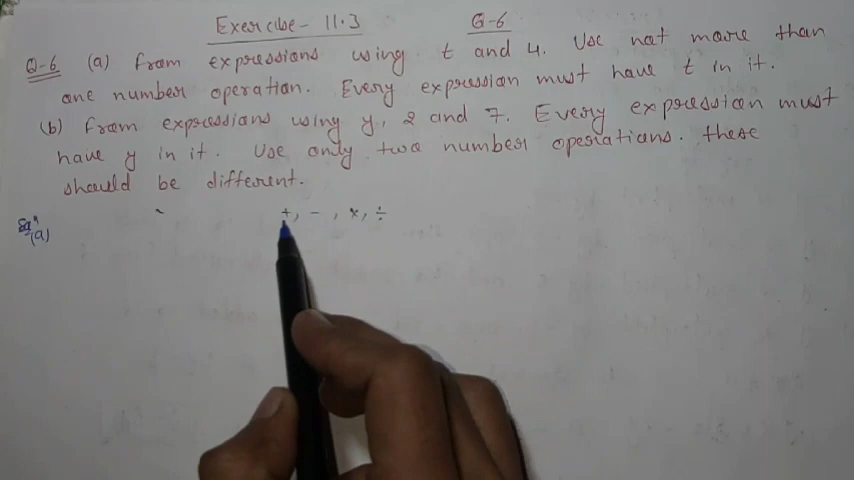 Exercise - 11.3 Q-6
Q-6 (a) From expressions using t and 4. Use not more than
one number operation. Every expression must have t in it.
(b) From expressions using y, 2 and 7. Every expression must
have y in it. Use only two number operations. these
should be different.
+, -, ×, ÷
Solⁿ
(a)